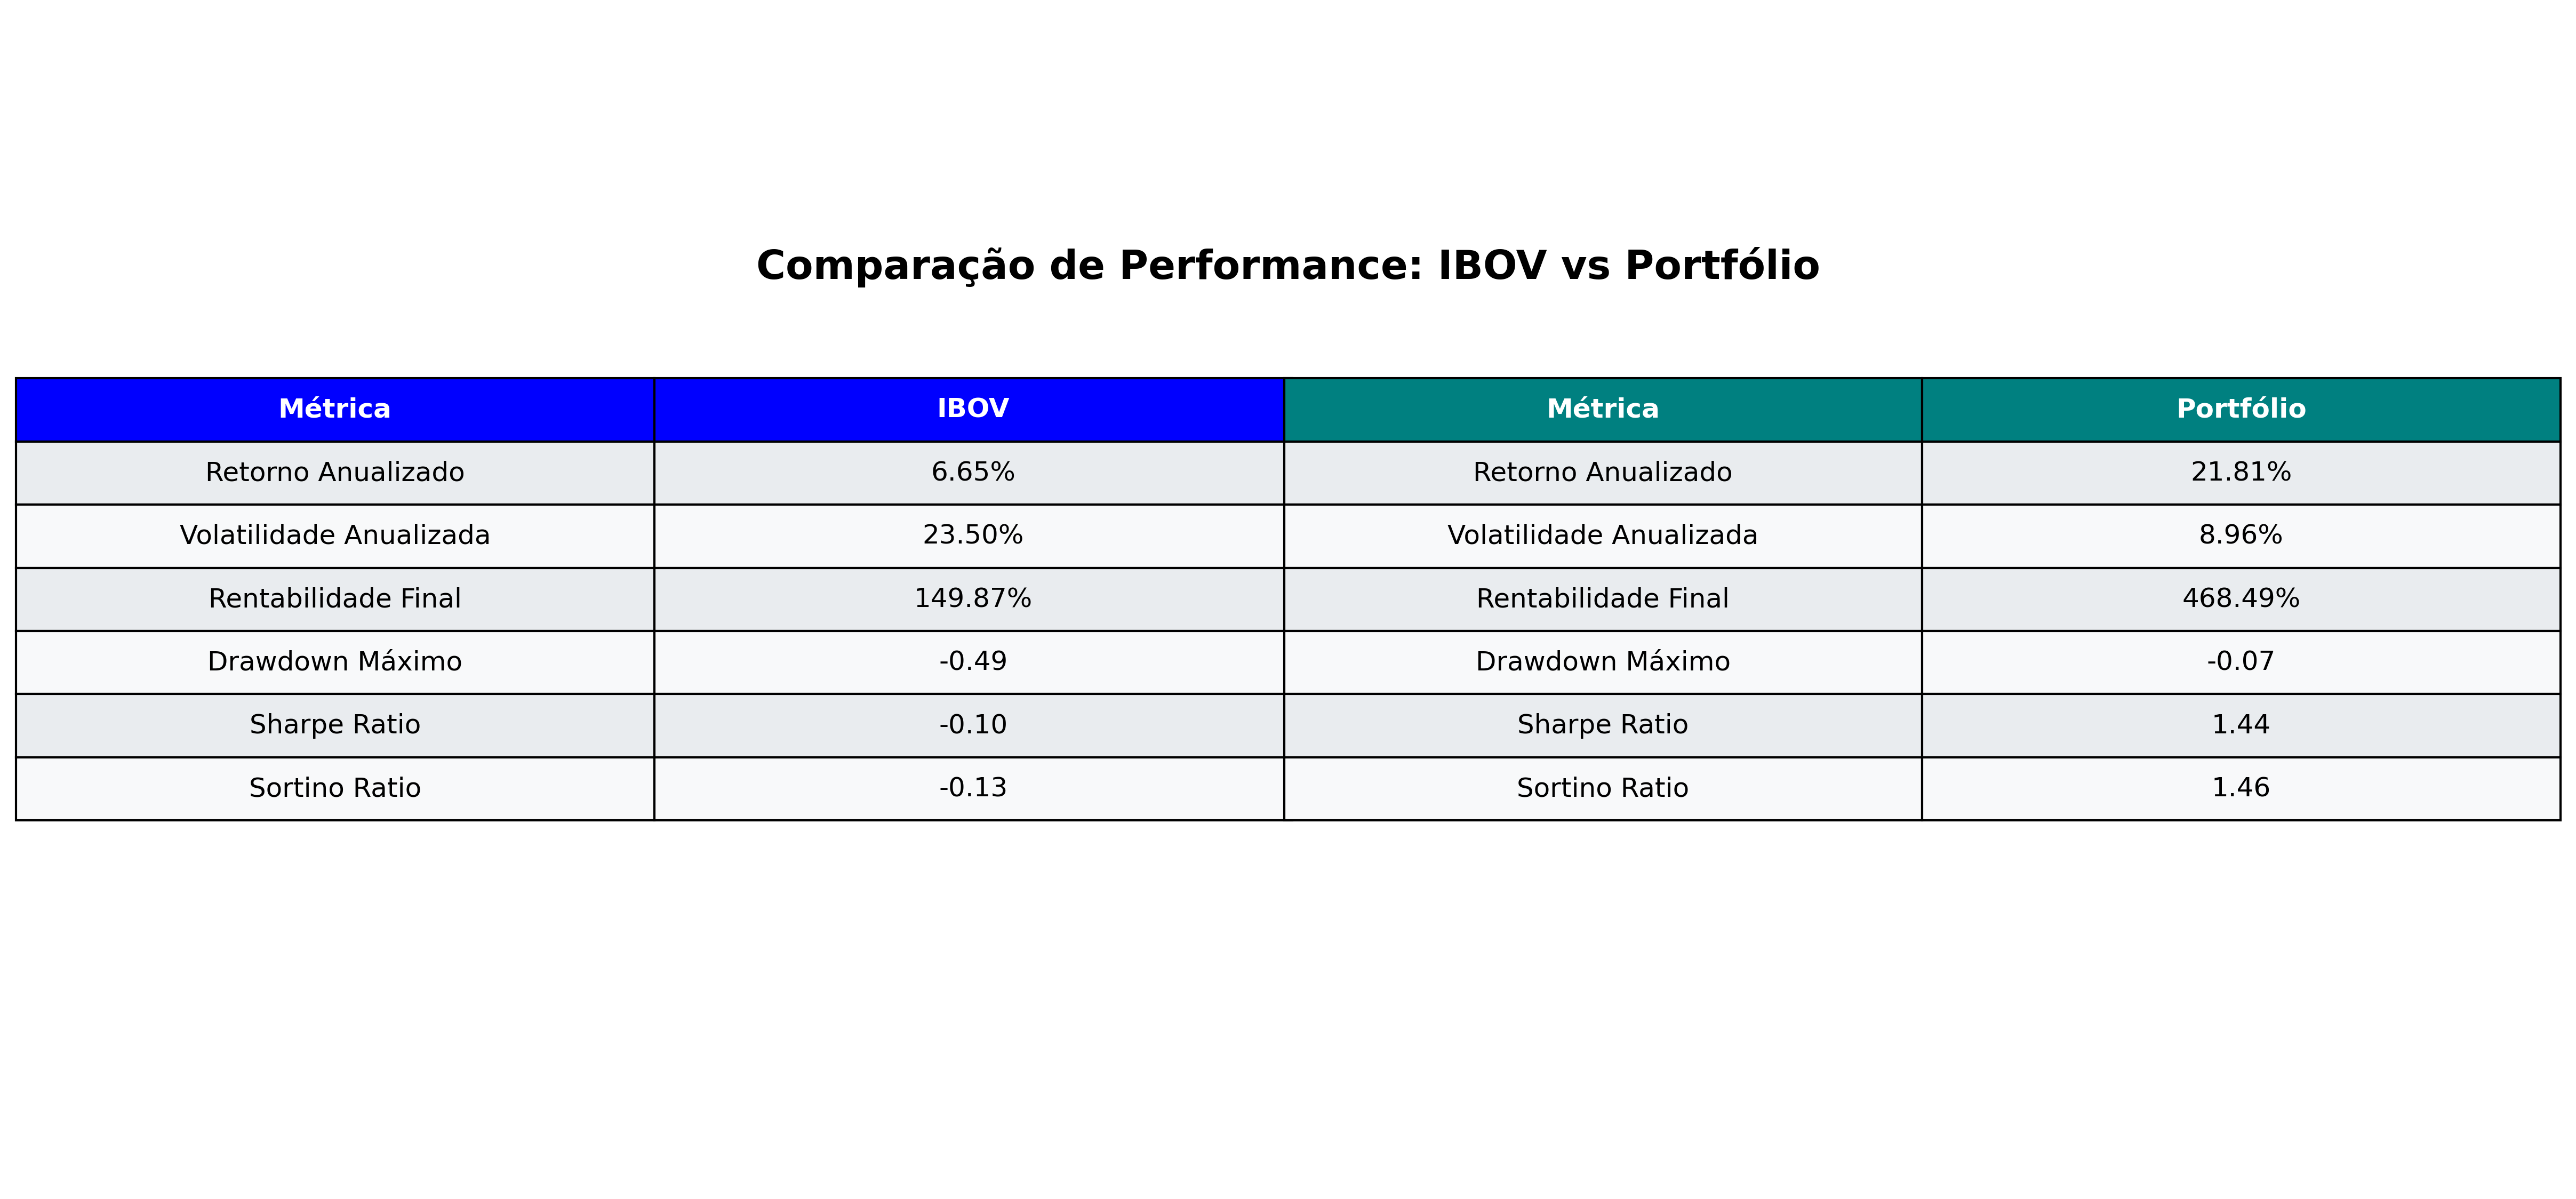 Comparação de Performance: IBOV vs Portfólio
Métrica IBOV Métrica Portfólio
Retorno Anualizado 6.65% Retorno Anualizado 21.81%
Volatilidade Anualizada 23.50% Volatilidade Anualizada 8.96%
Rentabilidade Final 149.87% Rentabilidade Final 468.49%
Drawdown Máximo -0.49 Drawdown Máximo -0.07
Sharpe Ratio -0.10 Sharpe Ratio 1.44
Sortino Ratio -0.13 Sortino Ratio 1.46